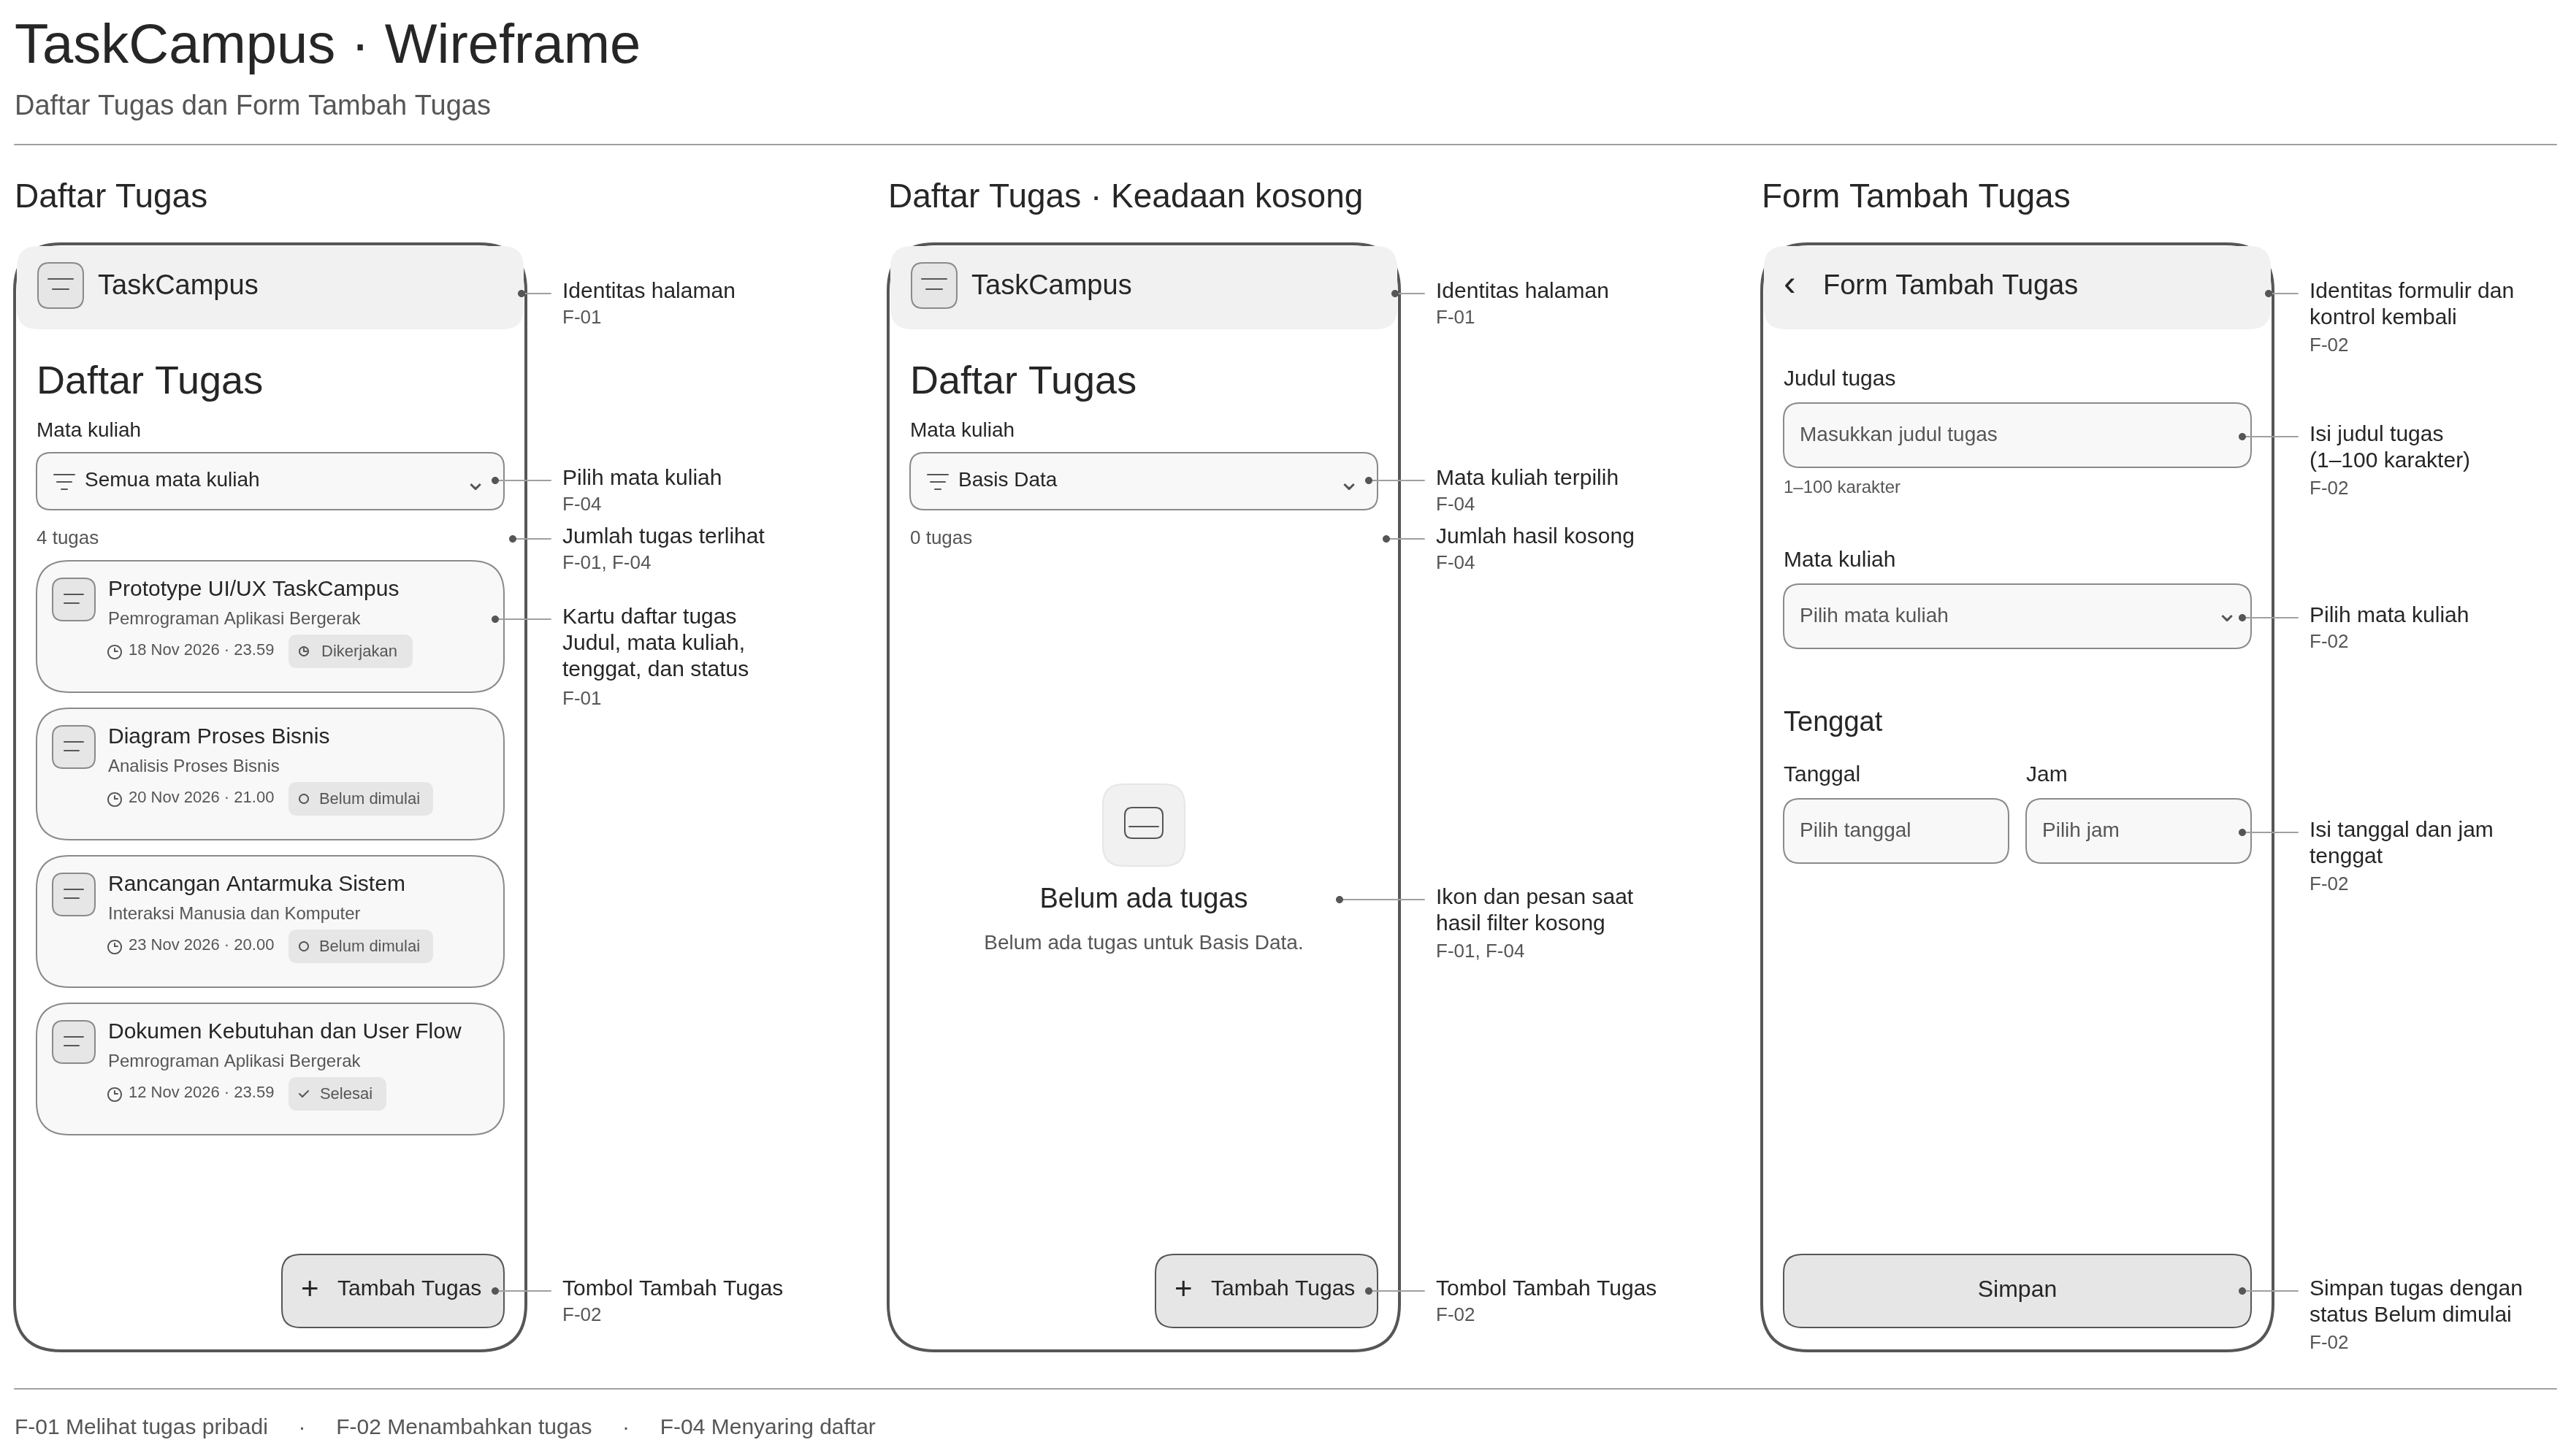 TaskCampus · Wireframe
Daftar Tugas dan Form Tambah Tugas
Daftar Tugas
TaskCampus
Identitas halaman
F-01
Daftar Tugas
Mata kuliah
Semua mata kuliah
Pilih mata kuliah
F-04
4 tugas
Jumlah tugas terlihat
F-01, F-04
Prototype UI/UX TaskCampus
Pemrograman Aplikasi Bergerak
18 Nov 2026 · 23.59
Dikerjakan
Kartu daftar tugas
Judul, mata kuliah,
tenggat, dan status
F-01
Diagram Proses Bisnis
Analisis Proses Bisnis
20 Nov 2026 · 21.00
Belum dimulai
Rancangan Antarmuka Sistem
Interaksi Manusia dan Komputer
23 Nov 2026 · 20.00
Belum dimulai
Dokumen Kebutuhan dan User Flow
Pemrograman Aplikasi Bergerak
12 Nov 2026 · 23.59
Selesai
+ Tambah Tugas
Tombol Tambah Tugas
F-02
Daftar Tugas · Keadaan kosong
TaskCampus
Identitas halaman
F-01
Daftar Tugas
Mata kuliah
Basis Data
Mata kuliah terpilih
F-04
0 tugas
Jumlah hasil kosong
F-04
Belum ada tugas
Belum ada tugas untuk Basis Data.
Ikon dan pesan saat
hasil filter kosong
F-01, F-04
+ Tambah Tugas
Tombol Tambah Tugas
F-02
Form Tambah Tugas
‹ Form Tambah Tugas
Identitas formulir dan
kontrol kembali
F-02
Judul tugas
Masukkan judul tugas
1–100 karakter
Isi judul tugas
(1–100 karakter)
F-02
Mata kuliah
Pilih mata kuliah
Pilih mata kuliah
F-02
Tenggat
Tanggal
Jam
Pilih tanggal
Pilih jam
Isi tanggal dan jam
tenggat
F-02
Simpan
Simpan tugas dengan
status Belum dimulai
F-02
F-01 Melihat tugas pribadi · F-02 Menambahkan tugas · F-04 Menyaring daftar